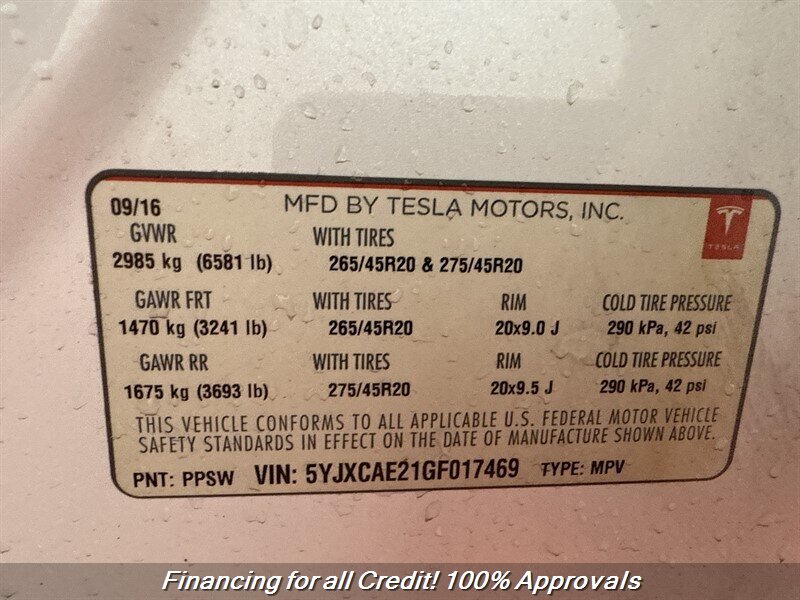 09/16 MFD BY TESLA MOTORS, INC.
TESLA
GVWR WITH TIRES
2985 kg (6581 lb) 265/45R20 & 275/45R20
GAWR FRT WITH TIRES RIM COLD TIRE PRESSURE
1470 kg (3241 lb) 265/45R20 20x9.0 J 290 kPa, 42 psi
GAWR RR WITH TIRES RIM COLD TIRE PRESSURE
1675 kg (3693 lb) 275/45R20 20x9.5 J 290 kPa, 42 psi
THIS VEHICLE CONFORMS TO ALL APPLICABLE U.S. FEDERAL MOTOR VEHICLE
SAFETY STANDARDS IN EFFECT ON THE DATE OF MANUFACTURE SHOWN ABOVE.
PNT: PPSW VIN: 5YJXCAE21GF017469 TYPE: MPV
Financing for all Credit! 100% Approvals